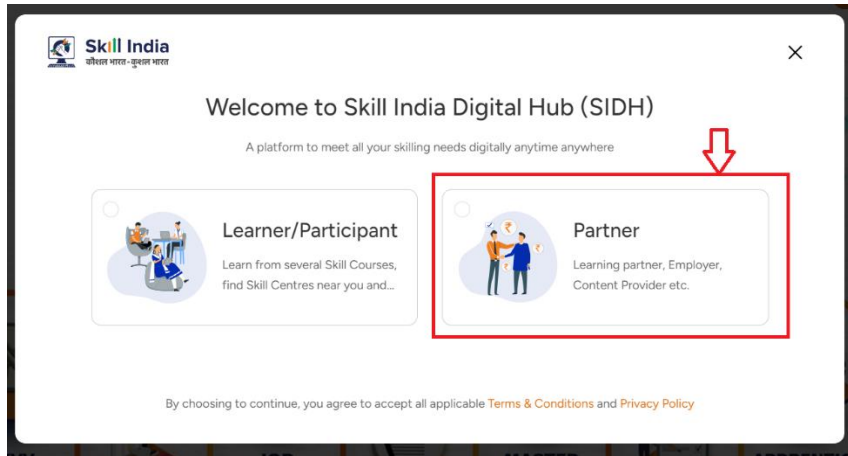 Skill India
कौशल भारत-कुशल भारत
Welcome to Skill India Digital Hub (SIDH)
A platform to meet all your skilling needs digitally anytime anywhere
Learner/Participant
Learn from several Skill Courses,
find Skill Centres near you and...
Partner
Learning partner, Employer,
Content Provider etc.
By choosing to continue, you agree to accept all applicable Terms & Conditions and Privacy Policy